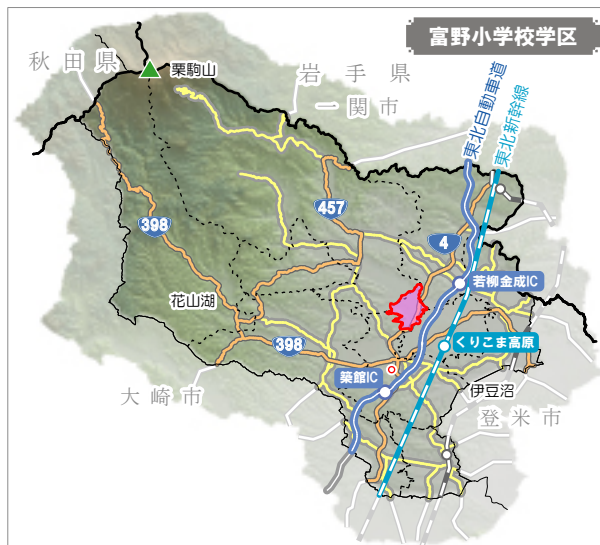 富野小学校学区
秋田県
栗駒山
岩手県
一関市
東北自動車道
東北新幹線
457
398
4
若柳金成IC
花山湖
398
くりこま高原
築館IC
伊豆沼
大崎市
登米市